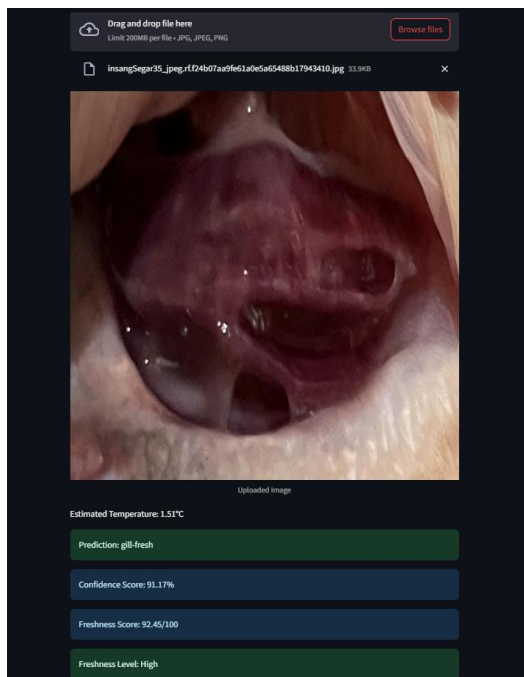 Drag and drop file here
Limit 200MB per file • JPG, JPEG, PNG
Browse files
insangSegar35_jpeg.rf.f24b07aa9fe61a0e5a65488b17943410.jpg 33.9KB
Uploaded Image
Estimated Temperature: 1.51°C
Prediction: gill-fresh
Confidence Score: 91.17%
Freshness Score: 92.45/100
Freshness Level: High